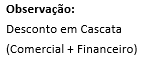 Observação:
Desconto em Cascata
(Comercial + Financeiro)